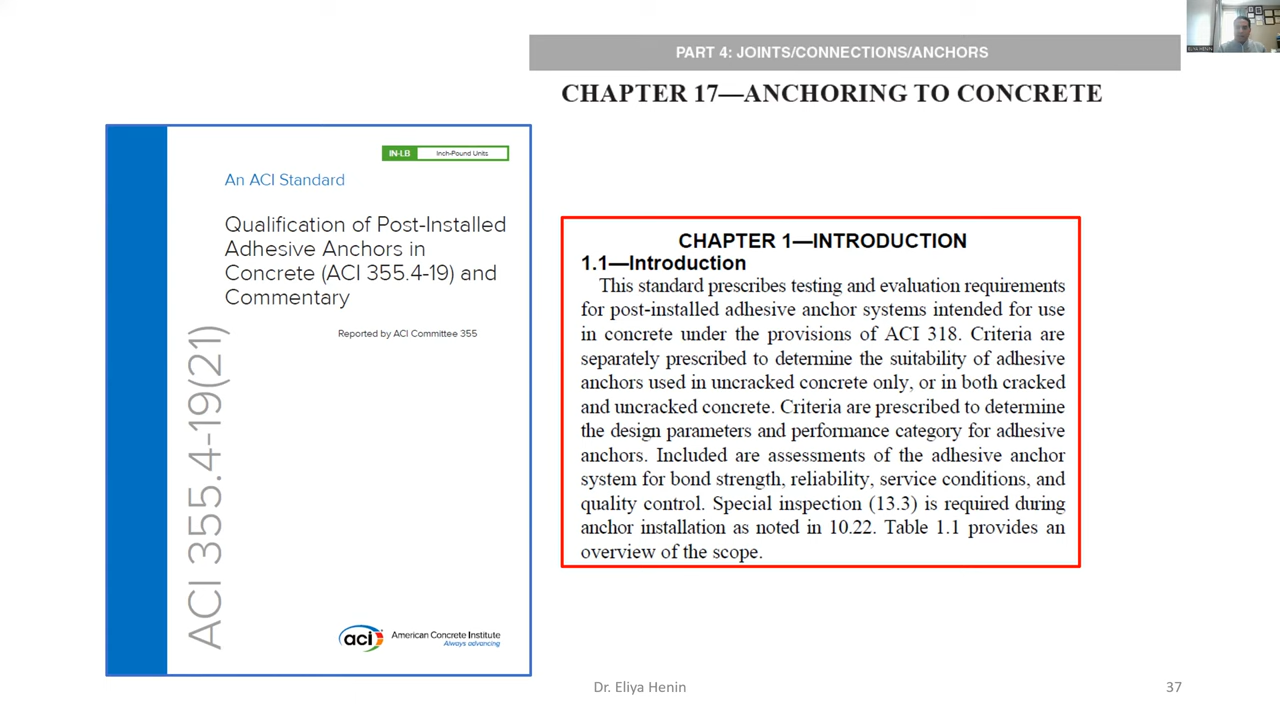 PART 4: JOINTS/CONNECTIONS/ANCHORS
CHAPTER 17—ANCHORING TO CONCRETE
IN-LB Inch-Pound Units
An ACI Standard
Qualification of Post-Installed
Adhesive Anchors in
Concrete (ACI 355.4-19) and
Commentary
Reported by ACI Committee 355
ACI 355.4-19(21)
aci American Concrete Institute
Always advancing
CHAPTER 1—INTRODUCTION
1.1—Introduction
This standard prescribes testing and evaluation requirements
for post-installed adhesive anchor systems intended for use
in concrete under the provisions of ACI 318. Criteria are
separately prescribed to determine the suitability of adhesive
anchors used in uncracked concrete only, or in both cracked
and uncracked concrete. Criteria are prescribed to determine
the design parameters and performance category for adhesive
anchors. Included are assessments of the adhesive anchor
system for bond strength, reliability, service conditions, and
quality control. Special inspection (13.3) is required during
anchor installation as noted in 10.22. Table 1.1 provides an
overview of the scope.
Dr. Eliya Henin
37